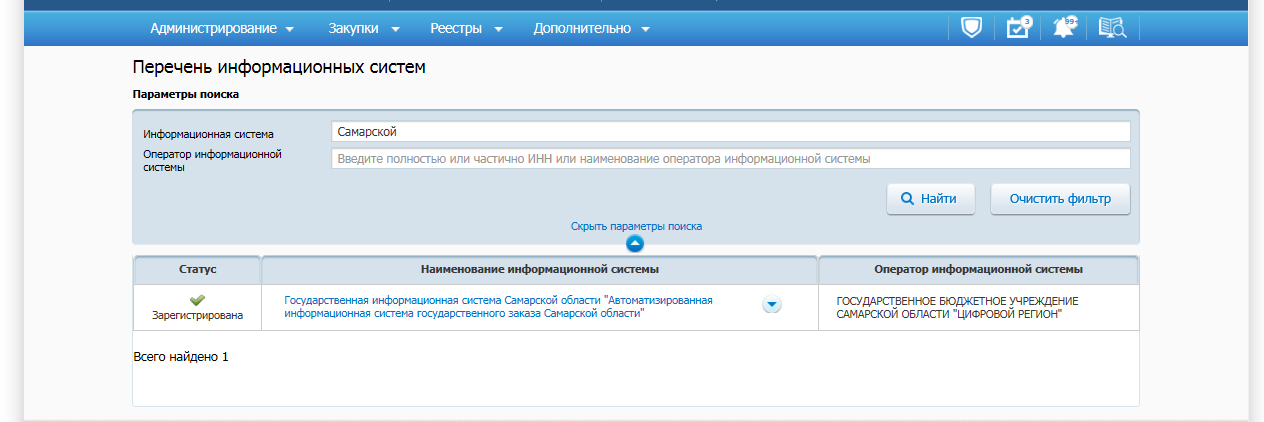 Администрирование Закупки Реестры Дополнительно 3 99+
Перечень информационных систем
Параметры поиска
Информационная система Самарской
Оператор информационной
системы
Введите полностью или частично ИНН или наименование оператора информационной системы
Найти Очистить фильтр
Скрыть параметры поиска
Статус Наименование информационной системы Оператор информационной системы
Зарегистрирована
Государственная информационная система Самарской области "Автоматизированная
информационная система государственного заказа Самарской области"
ГОСУДАРСТВЕННОЕ БЮДЖЕТНОЕ УЧРЕЖДЕНИЕ
САМАРСКОЙ ОБЛАСТИ "ЦИФРОВОЙ РЕГИОН"
Всего найдено 1